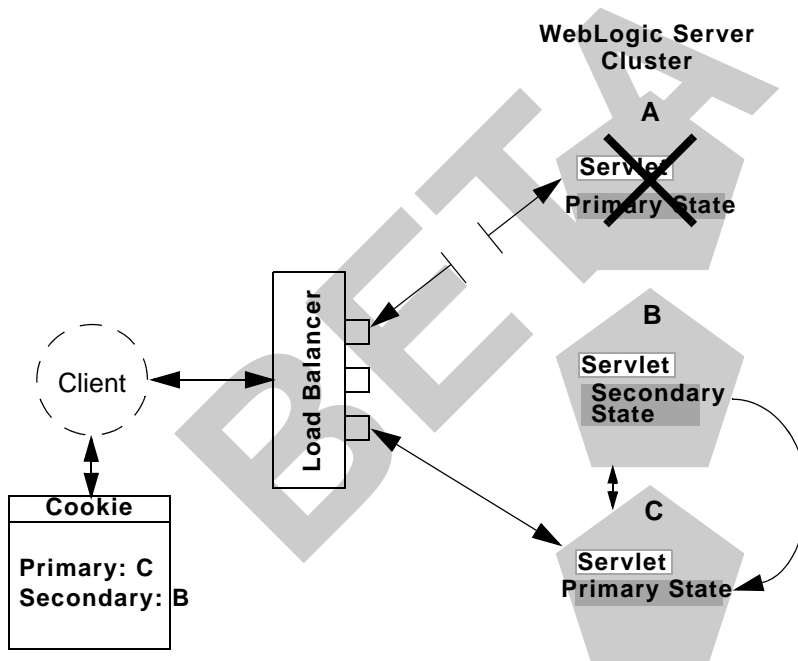 WebLogic Server
Cluster
A
Servlet
Primary State
B
Servlet
Secondary
State
C
Servlet
Primary State
Load Balancer
Client
Cookie
Primary: C
Secondary: B
BETA